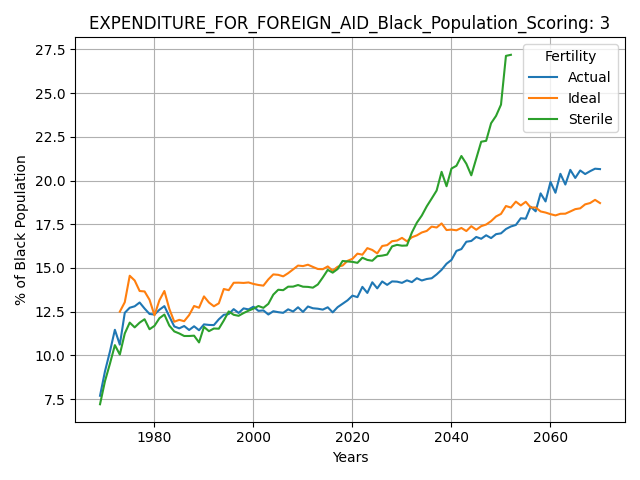 EXPENDITURE_FOR_FOREIGN_AID_Black_Population_Scoring: 3
27.5
25.0
22.5
20.0
17.5
15.0
12.5
10.0
7.5
% of Black Population
Fertility
Actual
Ideal
Sterile
1980 2000 2020 2040 2060
Years